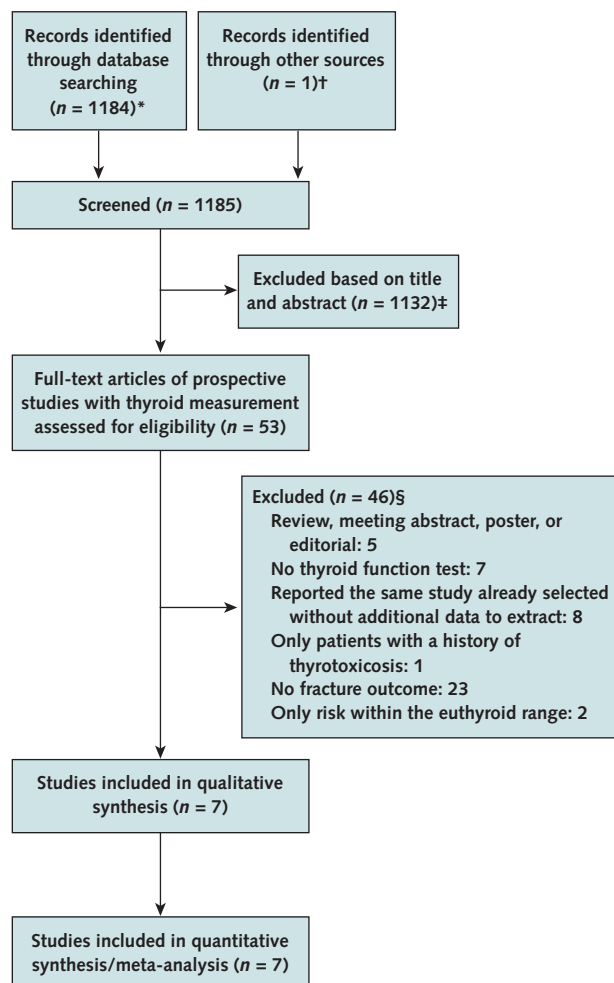 Records identified
through database
searching
(n = 1184)*
Records identified
through other sources
(n = 1)†
Screened (n = 1185)
Excluded based on title
and abstract (n = 1132)‡
Full-text articles of prospective
studies with thyroid measurement
assessed for eligibility (n = 53)
Excluded (n = 46)§
Review, meeting abstract, poster, or
editorial: 5
No thyroid function test: 7
Reported the same study already selected
without additional data to extract: 8
Only patients with a history of
thyrotoxicosis: 1
No fracture outcome: 23
Only risk within the euthyroid range: 2
Studies included in qualitative
synthesis (n = 7)
Studies included in quantitative
synthesis/meta-analysis (n = 7)